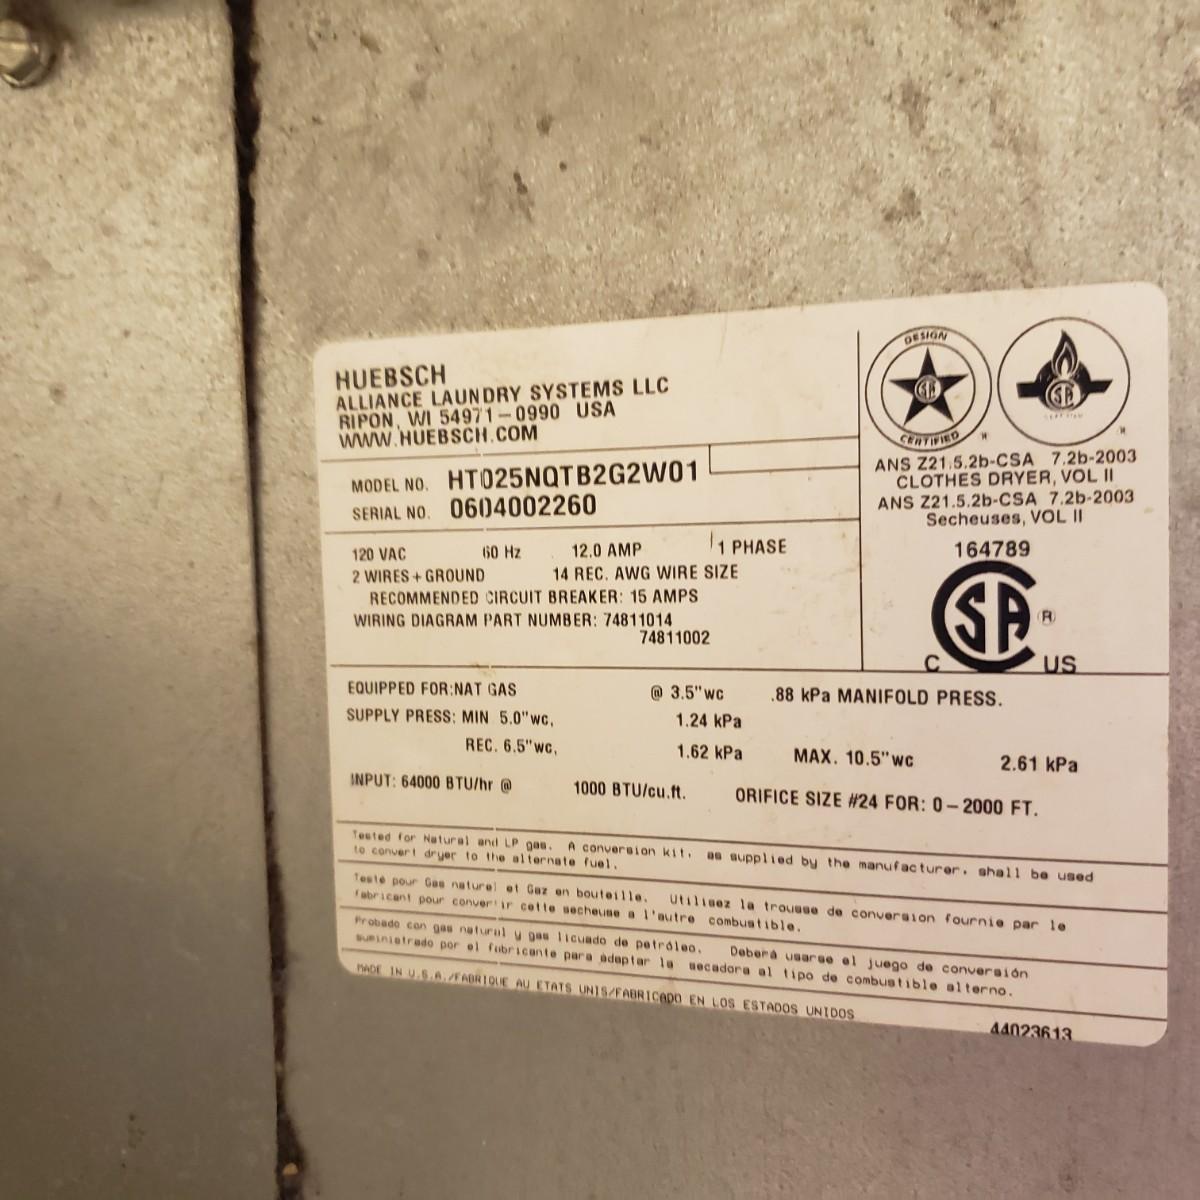 HUEBSCH
ALLIANCE LAUNDRY SYSTEMS LLC
RIPON, WI 54971-0990 USA
WWW.HUEBSCH.COM
MODEL NO. HT025NQTB2G2W01
SERIAL NO. 0604002260
120 VAC 60 Hz 12.0 AMP 1 PHASE
2 WIRES + GROUND 14 REC. AWG WIRE SIZE
RECOMMENDED CIRCUIT BREAKER: 15 AMPS
WIRING DIAGRAM PART NUMBER: 74811014
74811002
DESIGN
SA
CERTIFIED
SA
CERTIFIED
ANS Z21.5.2b-CSA 7.2b-2003
CLOTHES DRYER, VOL II
ANS Z21.5.2b-CSA 7.2b-2003
Secheuses, VOL II
164789
CSA ®
C US
EQUIPPED FOR:NAT GAS @ 3.5"wc .88 kPa MANIFOLD PRESS.
SUPPLY PRESS: MIN 5.0"wc, 1.24 kPa
REC. 6.5"wc, 1.62 kPa MAX. 10.5"wc 2.61 kPa
INPUT: 64000 BTU/hr @ 1000 BTU/cu.ft. ORIFICE SIZE #24 FOR: 0-2000 FT.
Tested for Natural and LP gas. A conversion kit, as supplied by the manufacturer, shall be used
to convert dryer to the alternate fuel.
Testé pour Gas naturel et Gaz en bouteille. Utilisez la trousse de conversion fournie par le
fabricant pour convertir cette secheuse a l'autre combustible.
Probado con gas natural y gas licuado de petróleo. Deberá usarse el juego de conversión
suministrado por el fabricante para adaptar la secadora al tipo de combustible alterno.
MADE IN U.S.A./FABRIQUE AU ETATS UNIS/FABRICADO EN LOS ESTADOS UNIDOS
44023613